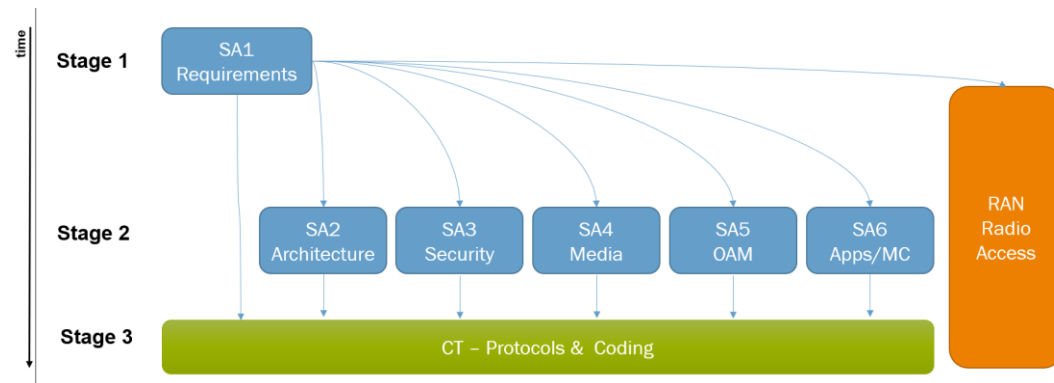 time
Stage 1
SA1
Requirements
Stage 2
SA2
Architecture
SA3
Security
SA4
Media
SA5
OAM
SA6
Apps/MC
RAN
Radio
Access
Stage 3
CT – Protocols & Coding